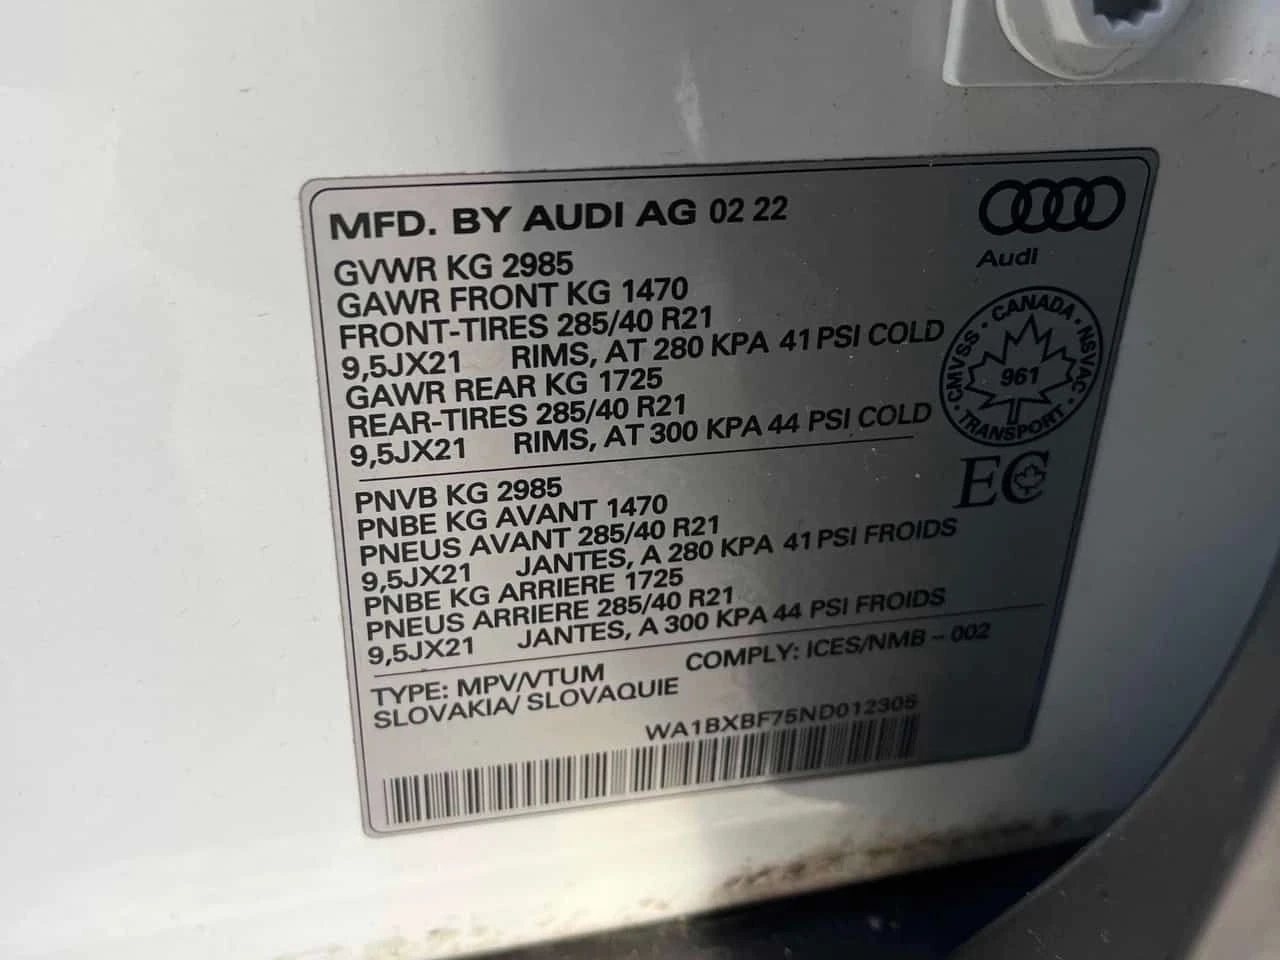 MFD. BY AUDI AG 02 22
Audi
GVWR KG 2985
GAWR FRONT KG 1470
FRONT-TIRES 285/40 R21
9,5JX21 RIMS, AT 280 KPA 41 PSI COLD
GAWR REAR KG 1725
REAR-TIRES 285/40 R21
9,5JX21 RIMS, AT 300 KPA 44 PSI COLD
CANADA · NSVAC · TRANSPORT · CMVSS ·
961
EC
PNVB KG 2985
PNBE KG AVANT 1470
PNEUS AVANT 285/40 R21
9,5JX21 JANTES, A 280 KPA 41 PSI FROIDS
PNBE KG ARRIERE 1725
PNEUS ARRIERE 285/40 R21
9,5JX21 JANTES, A 300 KPA 44 PSI FROIDS
TYPE: MPV/VTUM COMPLY: ICES/NMB - 002
SLOVAKIA/ SLOVAQUIE
WA1BXBF75ND012305